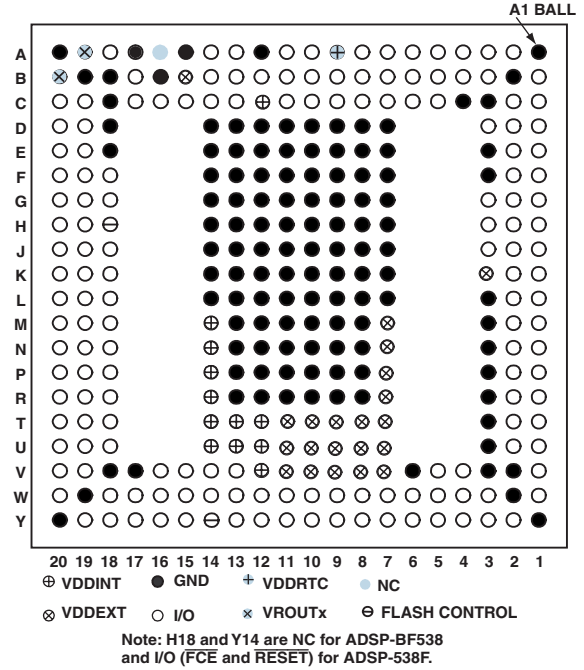 A1 BALL
A
B
C
D
E
F
G
H
J
K
L
M
N
P
R
T
U
V
W
Y
20 19 18 17 16 15 14 13 12 11 10 9 8 7 6 5 4 3 2 1
VDDINT GND VDDRTC NC
VDDEXT I/O VROUTx FLASH CONTROL
Note: H18 and Y14 are NC for ADSP-BF538
and I/O (FCE and RESET) for ADSP-538F.